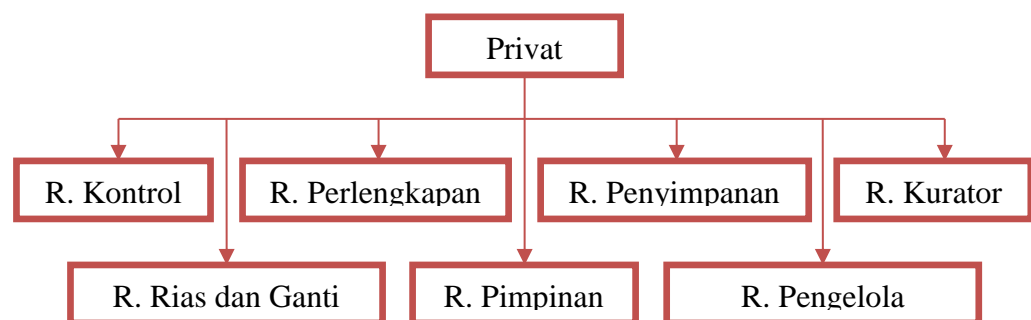 Privat
R. Kontrol
R. Perlengkapan
R. Penyimpanan
R. Kurator
R. Rias dan Ganti
R. Pimpinan
R. Pengelola